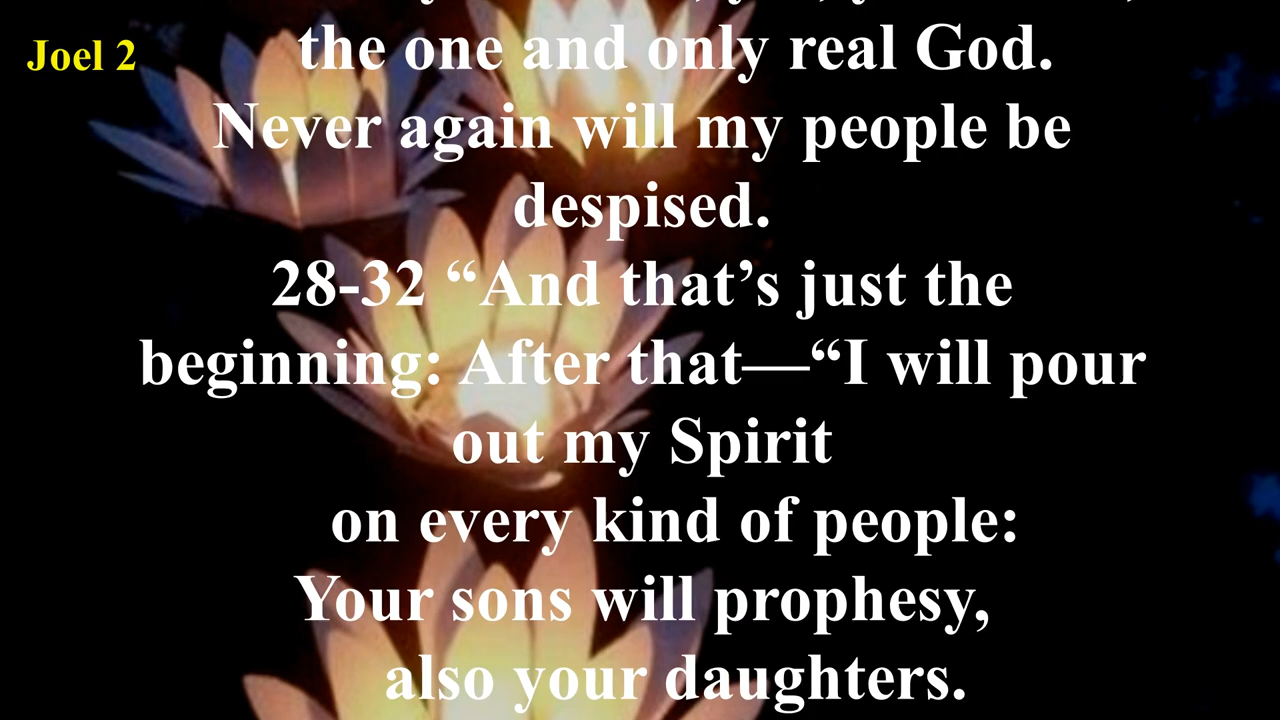 Joel 2
the one and only real God.
Never again will my people be
despised.
28-32 “And that’s just the
beginning: After that—“I will pour
out my Spirit
on every kind of people:
Your sons will prophesy,
also your daughters.